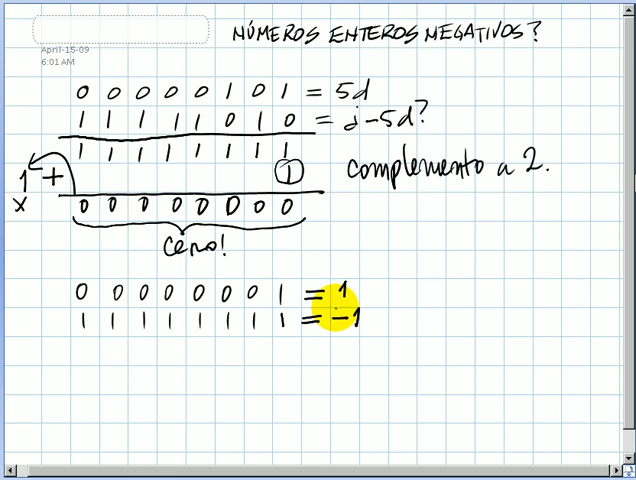 NÚMEROS ENTEROS NEGATIVOS?
April-15-09
6:01 AM
0 0 0 0 0 1 0 1 = 5d
1 1 1 1 1 0 1 0 = ¿-5d?
1 1 1 1 1 1 1 1
1
complemento a 2.
1 +
x 0 0 0 0 0 0 0 0
Cero!
0 0 0 0 0 0 0 1 = 1
1 1 1 1 1 1 1 1 = -1